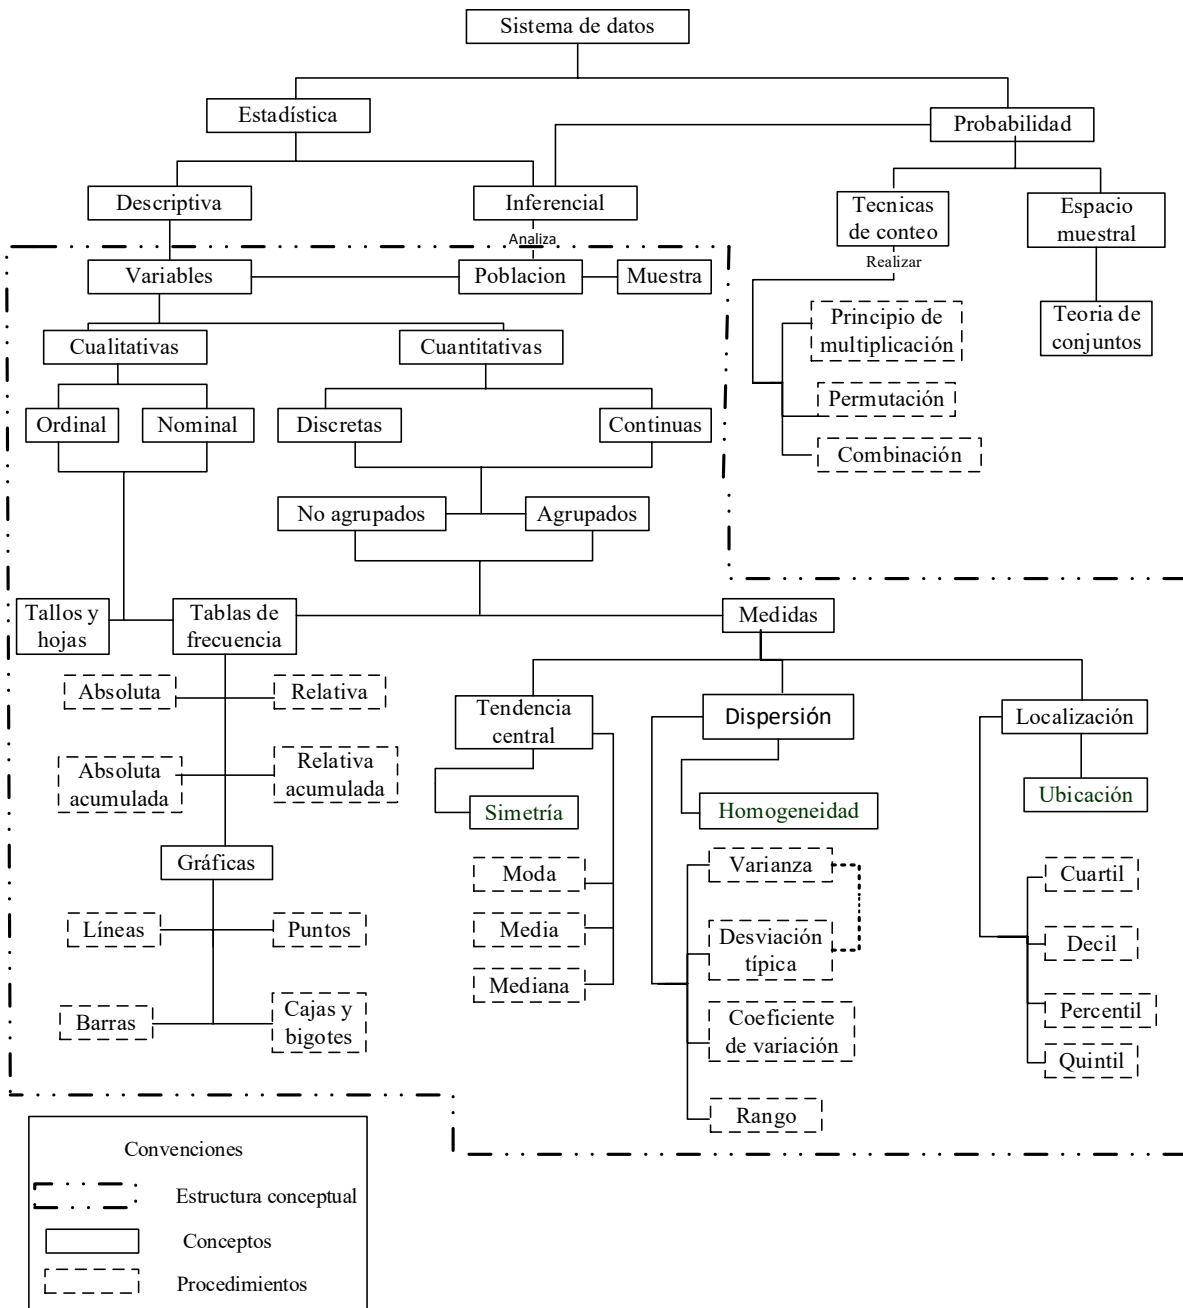 Sistema de datos
Estadística
Probabilidad
Descriptiva
Inferencial
Tecnicas
de conteo
Espacio
muestral
Analiza
Realizar
Variables
Poblacion
Muestra
Principio de
multiplicación
Teoria de
conjuntos
Cualitativas
Cuantitativas
Permutación
Ordinal
Nominal
Discretas
Continuas
Combinación
No agrupados
Agrupados
Tallos y
hojas
Tablas de
frecuencia
Medidas
Absoluta
Relativa
Tendencia
central
Dispersión
Localización
Absoluta
acumulada
Relativa
acumulada
Simetría
Homogeneidad
Ubicación
Gráficas
Moda
Varianza
Cuartil
Líneas
Puntos
Media
Desviación
típica
Decil
Mediana
Barras
Cajas y
bigotes
Coeficiente
de variación
Percentil
Quintil
Rango
Convenciones
Estructura conceptual
Conceptos
Procedimientos